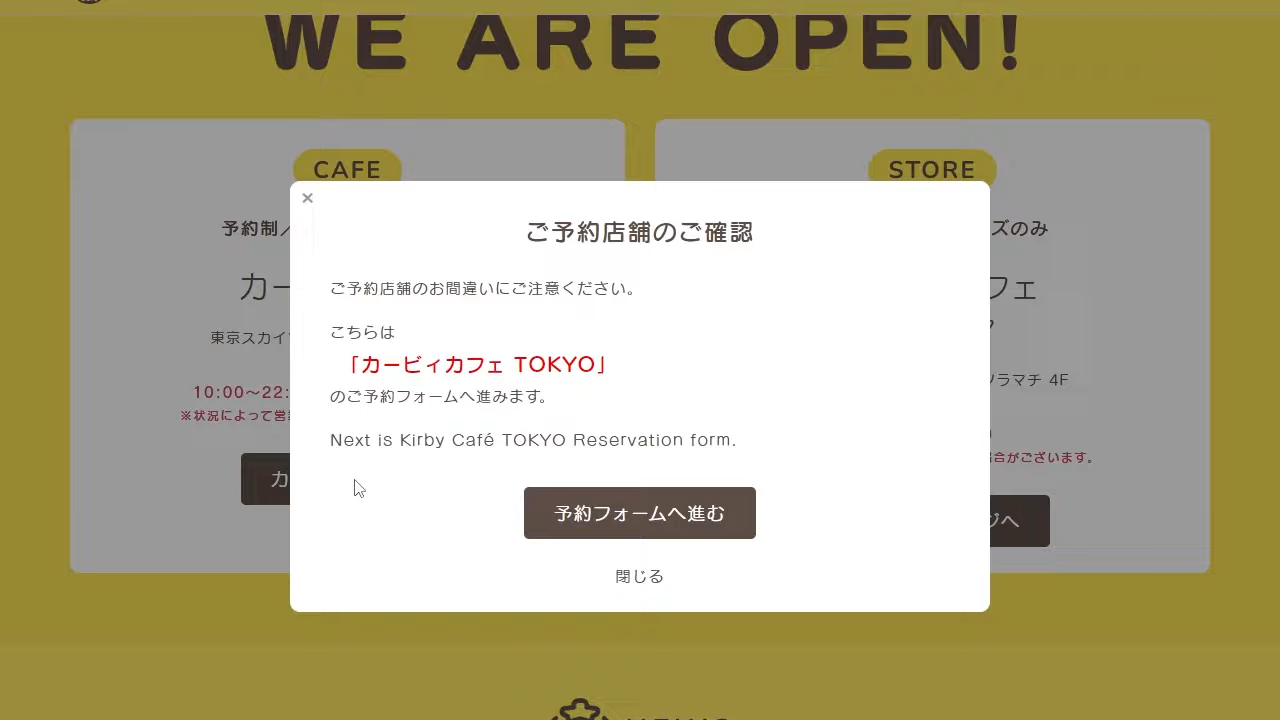 WE ARE OPEN!
CAFE
STORE
予約制／
ズのみ
カー
フェ
東京スカイ
ソラマチ 4F
10:00～22:
※状況によって営
場合がございます。
カ
ジへ
×
ご予約店舗のご確認
ご予約店舗のお間違いにご注意ください。
こちらは
「カービィカフェ TOKYO」
のご予約フォームへ進みます。
Next is Kirby Café TOKYO Reservation form.
予約フォームへ進む
閉じる